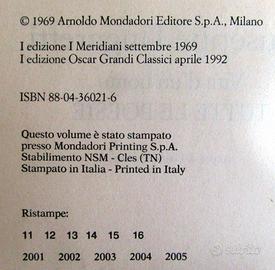 © 1969 Arnoldo Mondadori Editore S.p.A., Milano
I edizione I Meridiani settembre 1969
I edizione Oscar Grandi Classici aprile 1992
ISBN 88-04-36021-6
Questo volume è stato stampato
presso Mondadori Printing S.p.A.
Stabilimento NSM - Cles (TN)
Stampato in Italia - Printed in Italy
Ristampe:
11 12 13 14 15 16
2001 2002 2003 2004 2005
subito